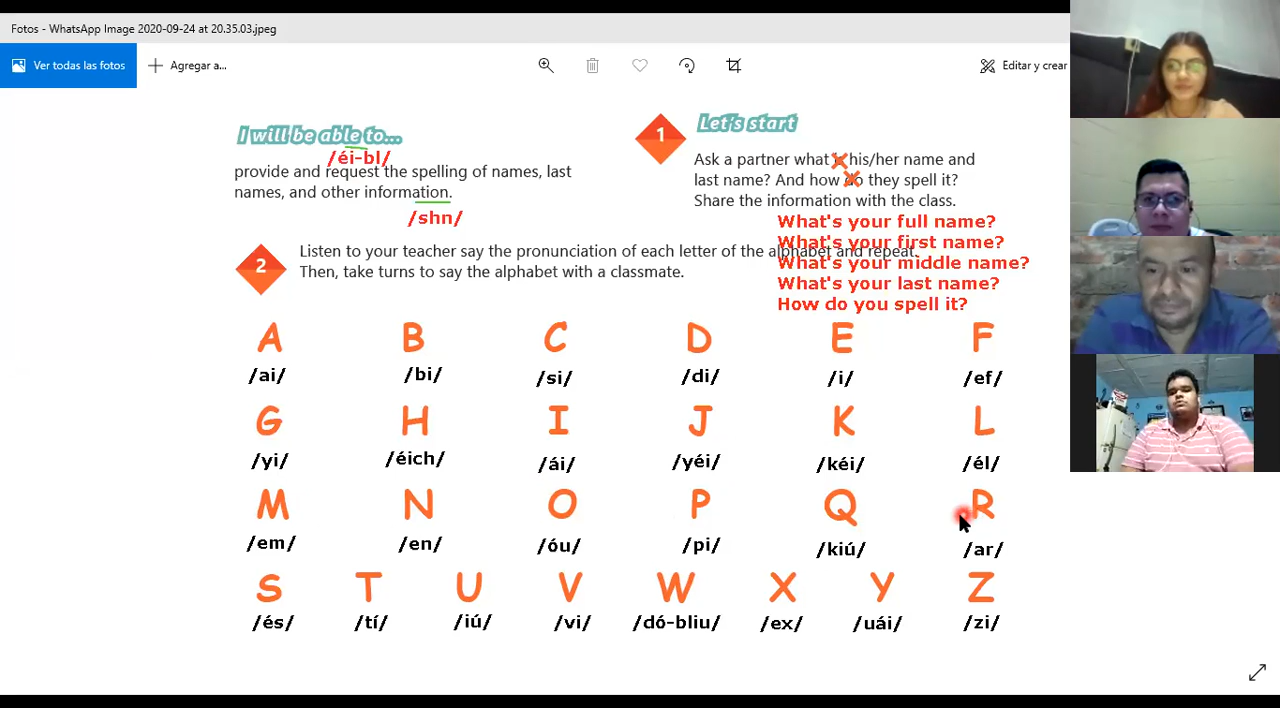 Fotos - WhatsApp Image 2020-09-24 at 20.35.03.jpeg
Ver todas las fotos
Agregar a...
Editar y crear
I will be able to...
/éi-bl/
provide and request the spelling of names, last
names, and other information.
/shn/
1
Let's start
Ask a partner what is his/her name and
last name? And how do they spell it?
Share the information with the class.
What's your full name?
What's your first name?
What's your middle name?
What's your last name?
How do you spell it?
2
Listen to your teacher say the pronunciation of each letter of the alphabet and repeat.
Then, take turns to say the alphabet with a classmate.
A B C D E F
/ai/ /bi/ /si/ /di/ /i/ /ef/
G H I J K L
/yi/ /éich/ /ái/ /yéi/ /kéi/ /él/
M N O P Q R
/em/ /en/ /óu/ /pi/ /kiú/ /ar/
S T U V W X Y Z
/és/ /tí/ /iú/ /vi/ /dó-bliu/ /ex/ /uái/ /zi/